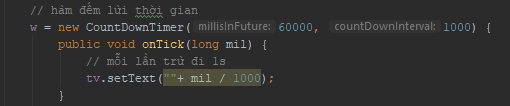 // hàm đếm lửi thời gian
w = new CountDownTimer( millisInFuture: 60000, countDownInterval: 1000) {
public void onTick(long mil) {
// mỗi lần trừ đi 1s
tv.setText(""+ mil / 1000);
}